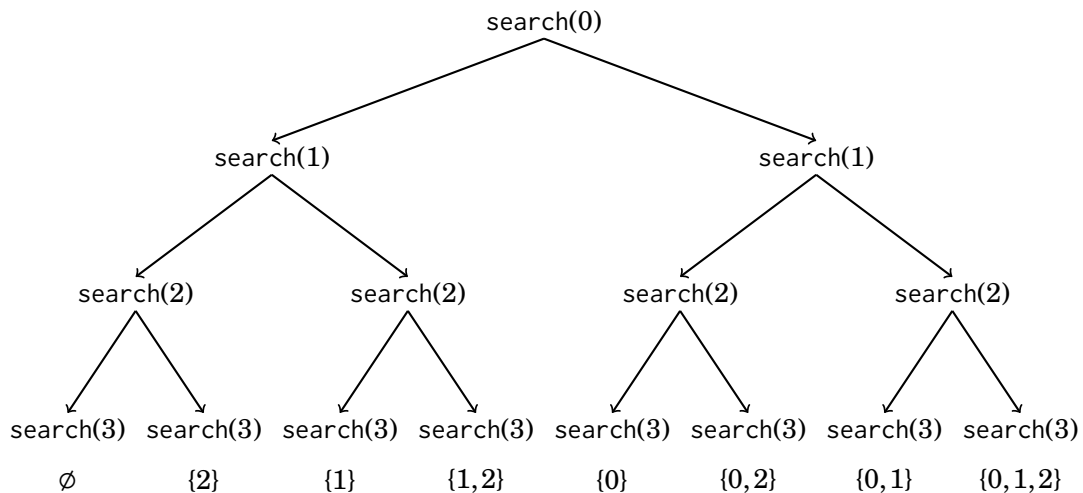 search(0)
search(1) search(1)
search(2) search(2) search(2) search(2)
search(3) search(3) search(3) search(3) search(3) search(3) search(3) search(3)
∅ {2} {1} {1,2} {0} {0,2} {0,1} {0,1,2}